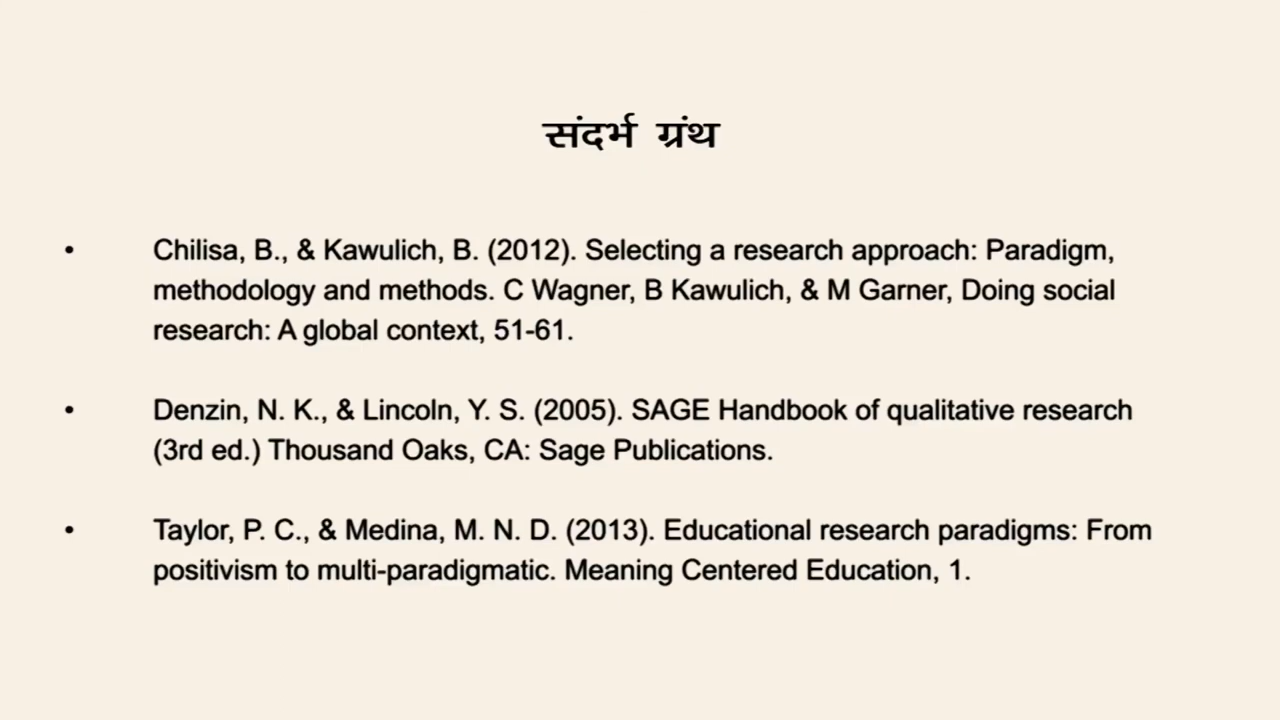 संदर्भ ग्रंथ
• Chilisa, B., & Kawulich, B. (2012). Selecting a research approach: Paradigm,
methodology and methods. C Wagner, B Kawulich, & M Garner, Doing social
research: A global context, 51-61.
• Denzin, N. K., & Lincoln, Y. S. (2005). SAGE Handbook of qualitative research
(3rd ed.) Thousand Oaks, CA: Sage Publications.
• Taylor, P. C., & Medina, M. N. D. (2013). Educational research paradigms: From
positivism to multi-paradigmatic. Meaning Centered Education, 1.